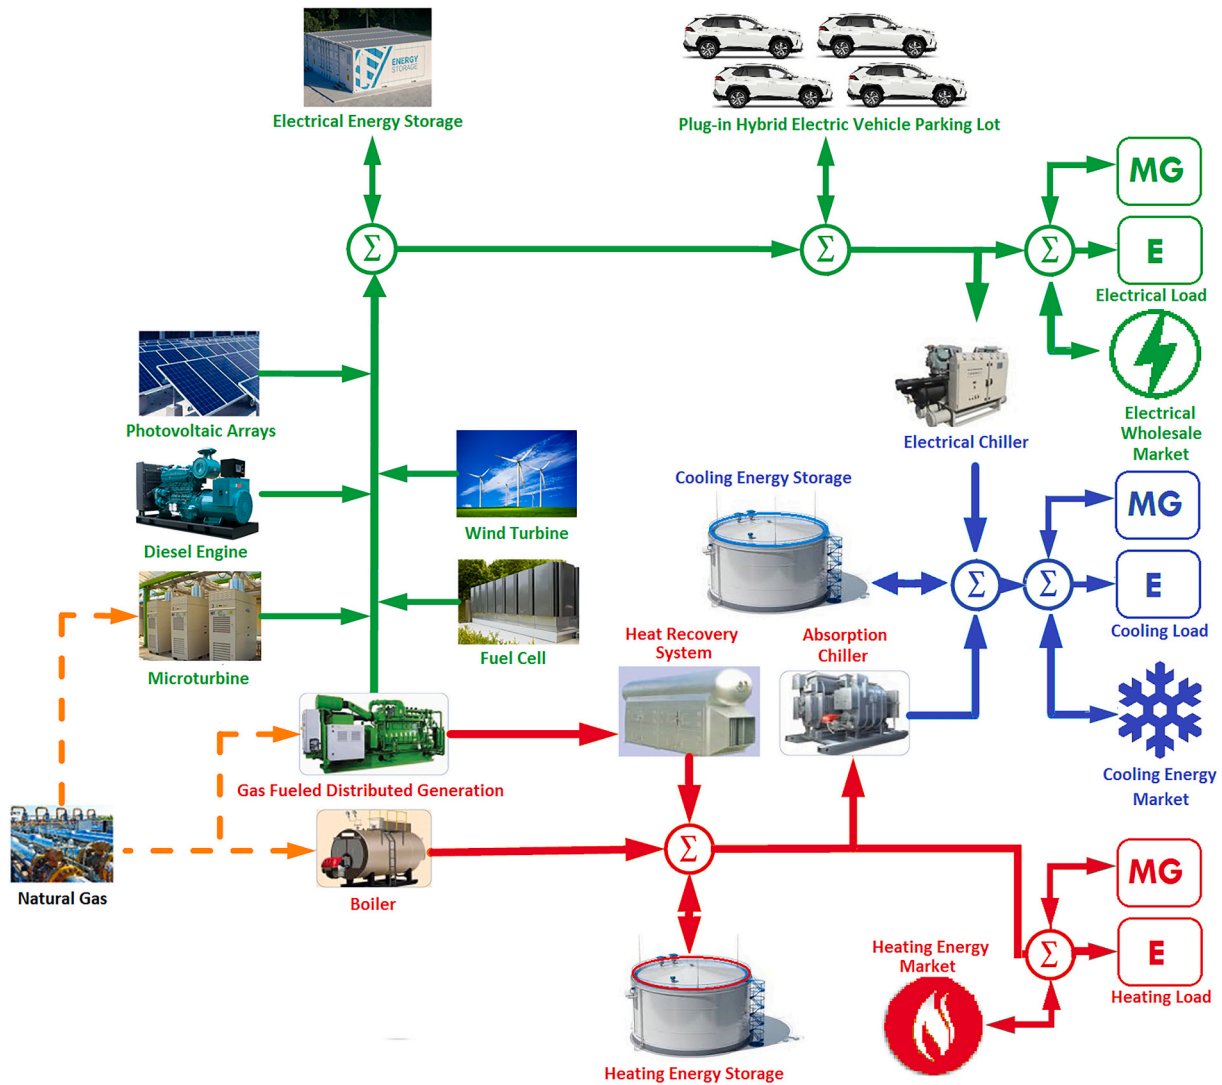 ENERGY
STORAGE
Electrical Energy Storage
Plug-in Hybrid Electric Vehicle Parking Lot
MG
Σ
Σ
Σ
E
Electrical Load
Photovoltaic Arrays
Electrical
Wholesale
Market
Electrical Chiller
Wind Turbine
Diesel Engine
Cooling Energy Storage
MG
Σ
Σ
E
Cooling Load
Fuel Cell
Microturbine
Heat Recovery
System
Absorption
Chiller
Cooling Energy
Market
Gas Fueled Distributed Generation
Natural Gas
Boiler
Σ
MG
Σ
E
Heating Load
Heating Energy
Market
Heating Energy Storage